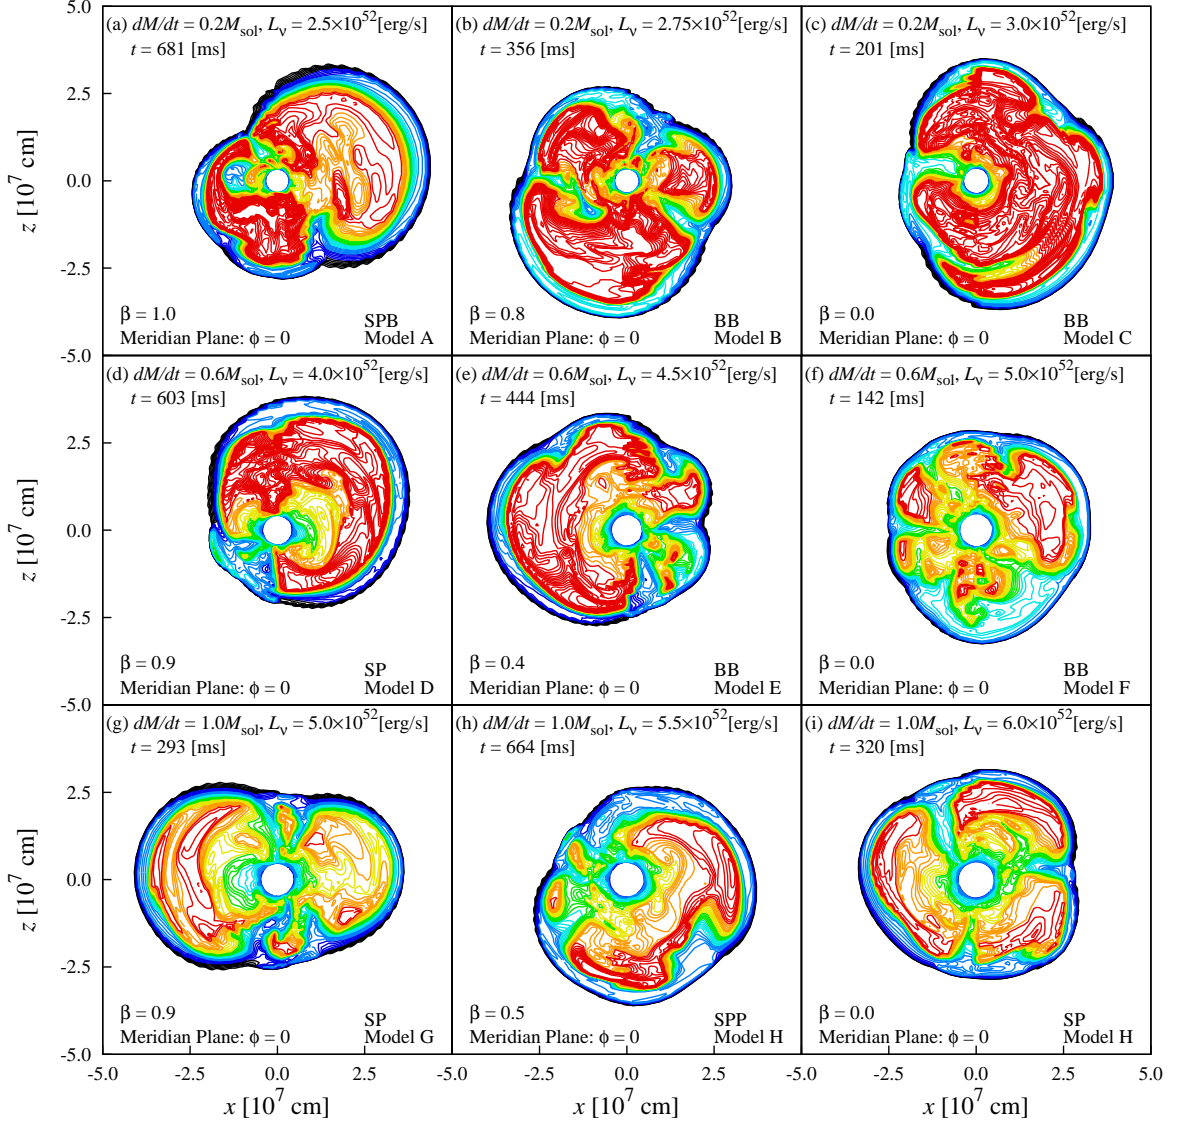 (a) dM/dt = 0.2M_sol, L_ν = 2.5×10^52[erg/s]
t = 681 [ms]
β = 1.0
SPB
Meridian Plane: ϕ = 0
Model A
(b) dM/dt = 0.2M_sol, L_ν = 2.75×10^52[erg/s]
t = 356 [ms]
β = 0.8
BB
Meridian Plane: ϕ = 0
Model B
(c) dM/dt = 0.2M_sol, L_ν = 3.0×10^52[erg/s]
t = 201 [ms]
β = 0.0
BB
Meridian Plane: ϕ = 0
Model C
5.0
2.5
0.0
-2.5
-5.0
z [10^7 cm]
(d) dM/dt = 0.6M_sol, L_ν = 4.0×10^52[erg/s]
t = 603 [ms]
β = 0.9
SP
Meridian Plane: ϕ = 0
Model D
(e) dM/dt = 0.6M_sol, L_ν = 4.5×10^52[erg/s]
t = 444 [ms]
β = 0.4
BB
Meridian Plane: ϕ = 0
Model E
(f) dM/dt = 0.6M_sol, L_ν = 5.0×10^52[erg/s]
t = 142 [ms]
β = 0.0
BB
Meridian Plane: ϕ = 0
Model F
2.5
0.0
-2.5
-5.0
z [10^7 cm]
(g) dM/dt = 1.0M_sol, L_ν = 5.0×10^52[erg/s]
t = 293 [ms]
β = 0.9
SP
Meridian Plane: ϕ = 0
Model G
(h) dM/dt = 1.0M_sol, L_ν = 5.5×10^52[erg/s]
t = 664 [ms]
β = 0.5
SPP
Meridian Plane: ϕ = 0
Model H
(i) dM/dt = 1.0M_sol, L_ν = 6.0×10^52[erg/s]
t = 320 [ms]
β = 0.0
SP
Meridian Plane: ϕ = 0
Model H
2.5
0.0
-2.5
-5.0
z [10^7 cm]
-5.0 -2.5 0.0 2.5 -5.0 -2.5 0.0 2.5 -5.0 -2.5 0.0 2.5 5.0
x [10^7 cm]
x [10^7 cm]
x [10^7 cm]